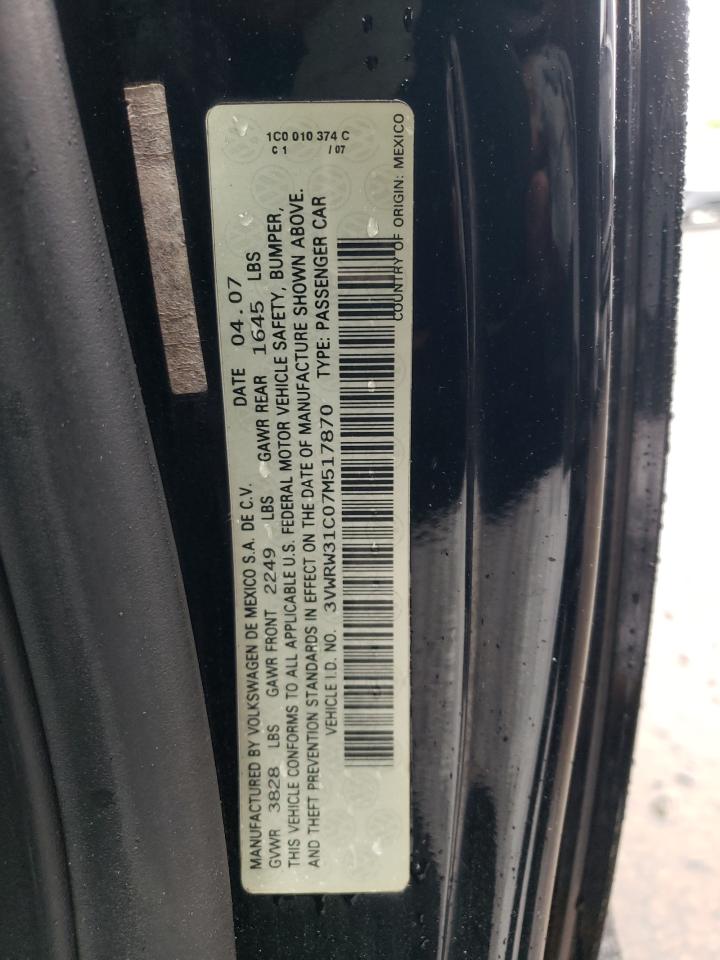 1C0 010 374 C
C 1 / 07
MANUFACTURED BY VOLKSWAGEN DE MEXICO S.A. DE C.V. DATE 04.07
GVWR 3828 LBS GAWR FRONT 2249 LBS GAWR REAR 1645 LBS
THIS VEHICLE CONFORMS TO ALL APPLICABLE U.S. FEDERAL MOTOR VEHICLE SAFETY, BUMPER,
AND THEFT PREVENTION STANDARDS IN EFFECT ON THE DATE OF MANUFACTURE SHOWN ABOVE.
VEHICLE I.D. NO. 3VWRW31C07M517870 TYPE: PASSENGER CAR
COUNTRY OF ORIGIN: MEXICO